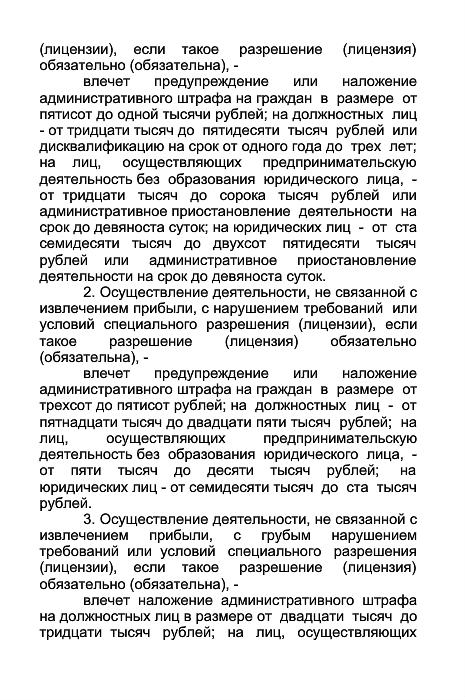 (лицензии), если такое разрешение (лицензия)
обязательно (обязательна), -
влечет предупреждение или наложение
административного штрафа на граждан в размере от
пятисот до одной тысячи рублей; на должностных лиц
- от тридцати тысяч до пятидесяти тысяч рублей или
дисквалификацию на срок от одного года до трех лет;
на лиц, осуществляющих предпринимательскую
деятельность без образования юридического лица, -
от тридцати тысяч до сорока тысяч рублей или
административное приостановление деятельности на
срок до девяноста суток; на юридических лиц - от ста
семидесяти тысяч до двухсот пятидесяти тысяч
рублей или административное приостановление
деятельности на срок до девяноста суток.
2. Осуществление деятельности, не связанной с
извлечением прибыли, с нарушением требований или
условий специального разрешения (лицензии), если
такое разрешение (лицензия) обязательно
(обязательна), -
влечет предупреждение или наложение
административного штрафа на граждан в размере от
трехсот до пятисот рублей; на должностных лиц - от
пятнадцати тысяч до двадцати пяти тысяч рублей; на
лиц, осуществляющих предпринимательскую
деятельность без образования юридического лица, -
от пяти тысяч до десяти тысяч рублей; на
юридических лиц - от семидесяти тысяч до ста тысяч
рублей.
3. Осуществление деятельности, не связанной с
извлечением прибыли, с грубым нарушением
требований или условий специального разрешения
(лицензии), если такое разрешение (лицензия)
обязательно (обязательна), -
влечет наложение административного штрафа
на должностных лиц в размере от двадцати тысяч до
тридцати тысяч рублей; на лиц, осуществляющих